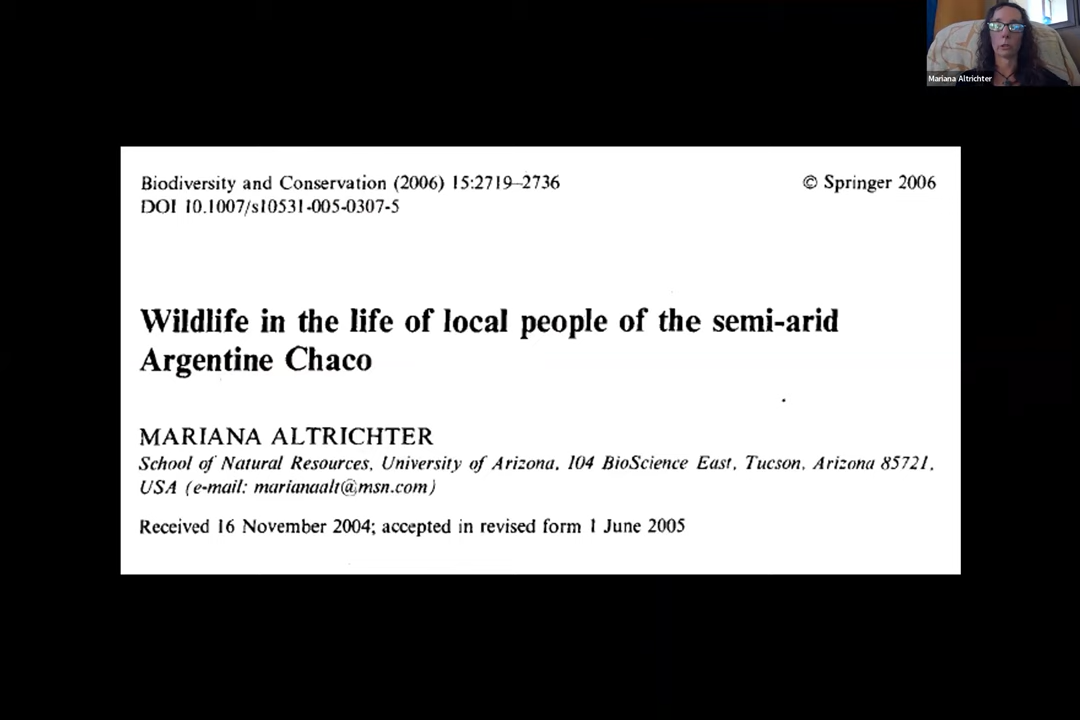 Mariana Altrichter
Biodiversity and Conservation (2006) 15:2719–2736
© Springer 2006
DOI 10.1007/s10531-005-0307-5
Wildlife in the life of local people of the semi-arid
Argentine Chaco
MARIANA ALTRICHTER
School of Natural Resources, University of Arizona, 104 BioScience East, Tucson, Arizona 85721,
USA (e-mail: marianaalt@msn.com)
Received 16 November 2004; accepted in revised form 1 June 2005